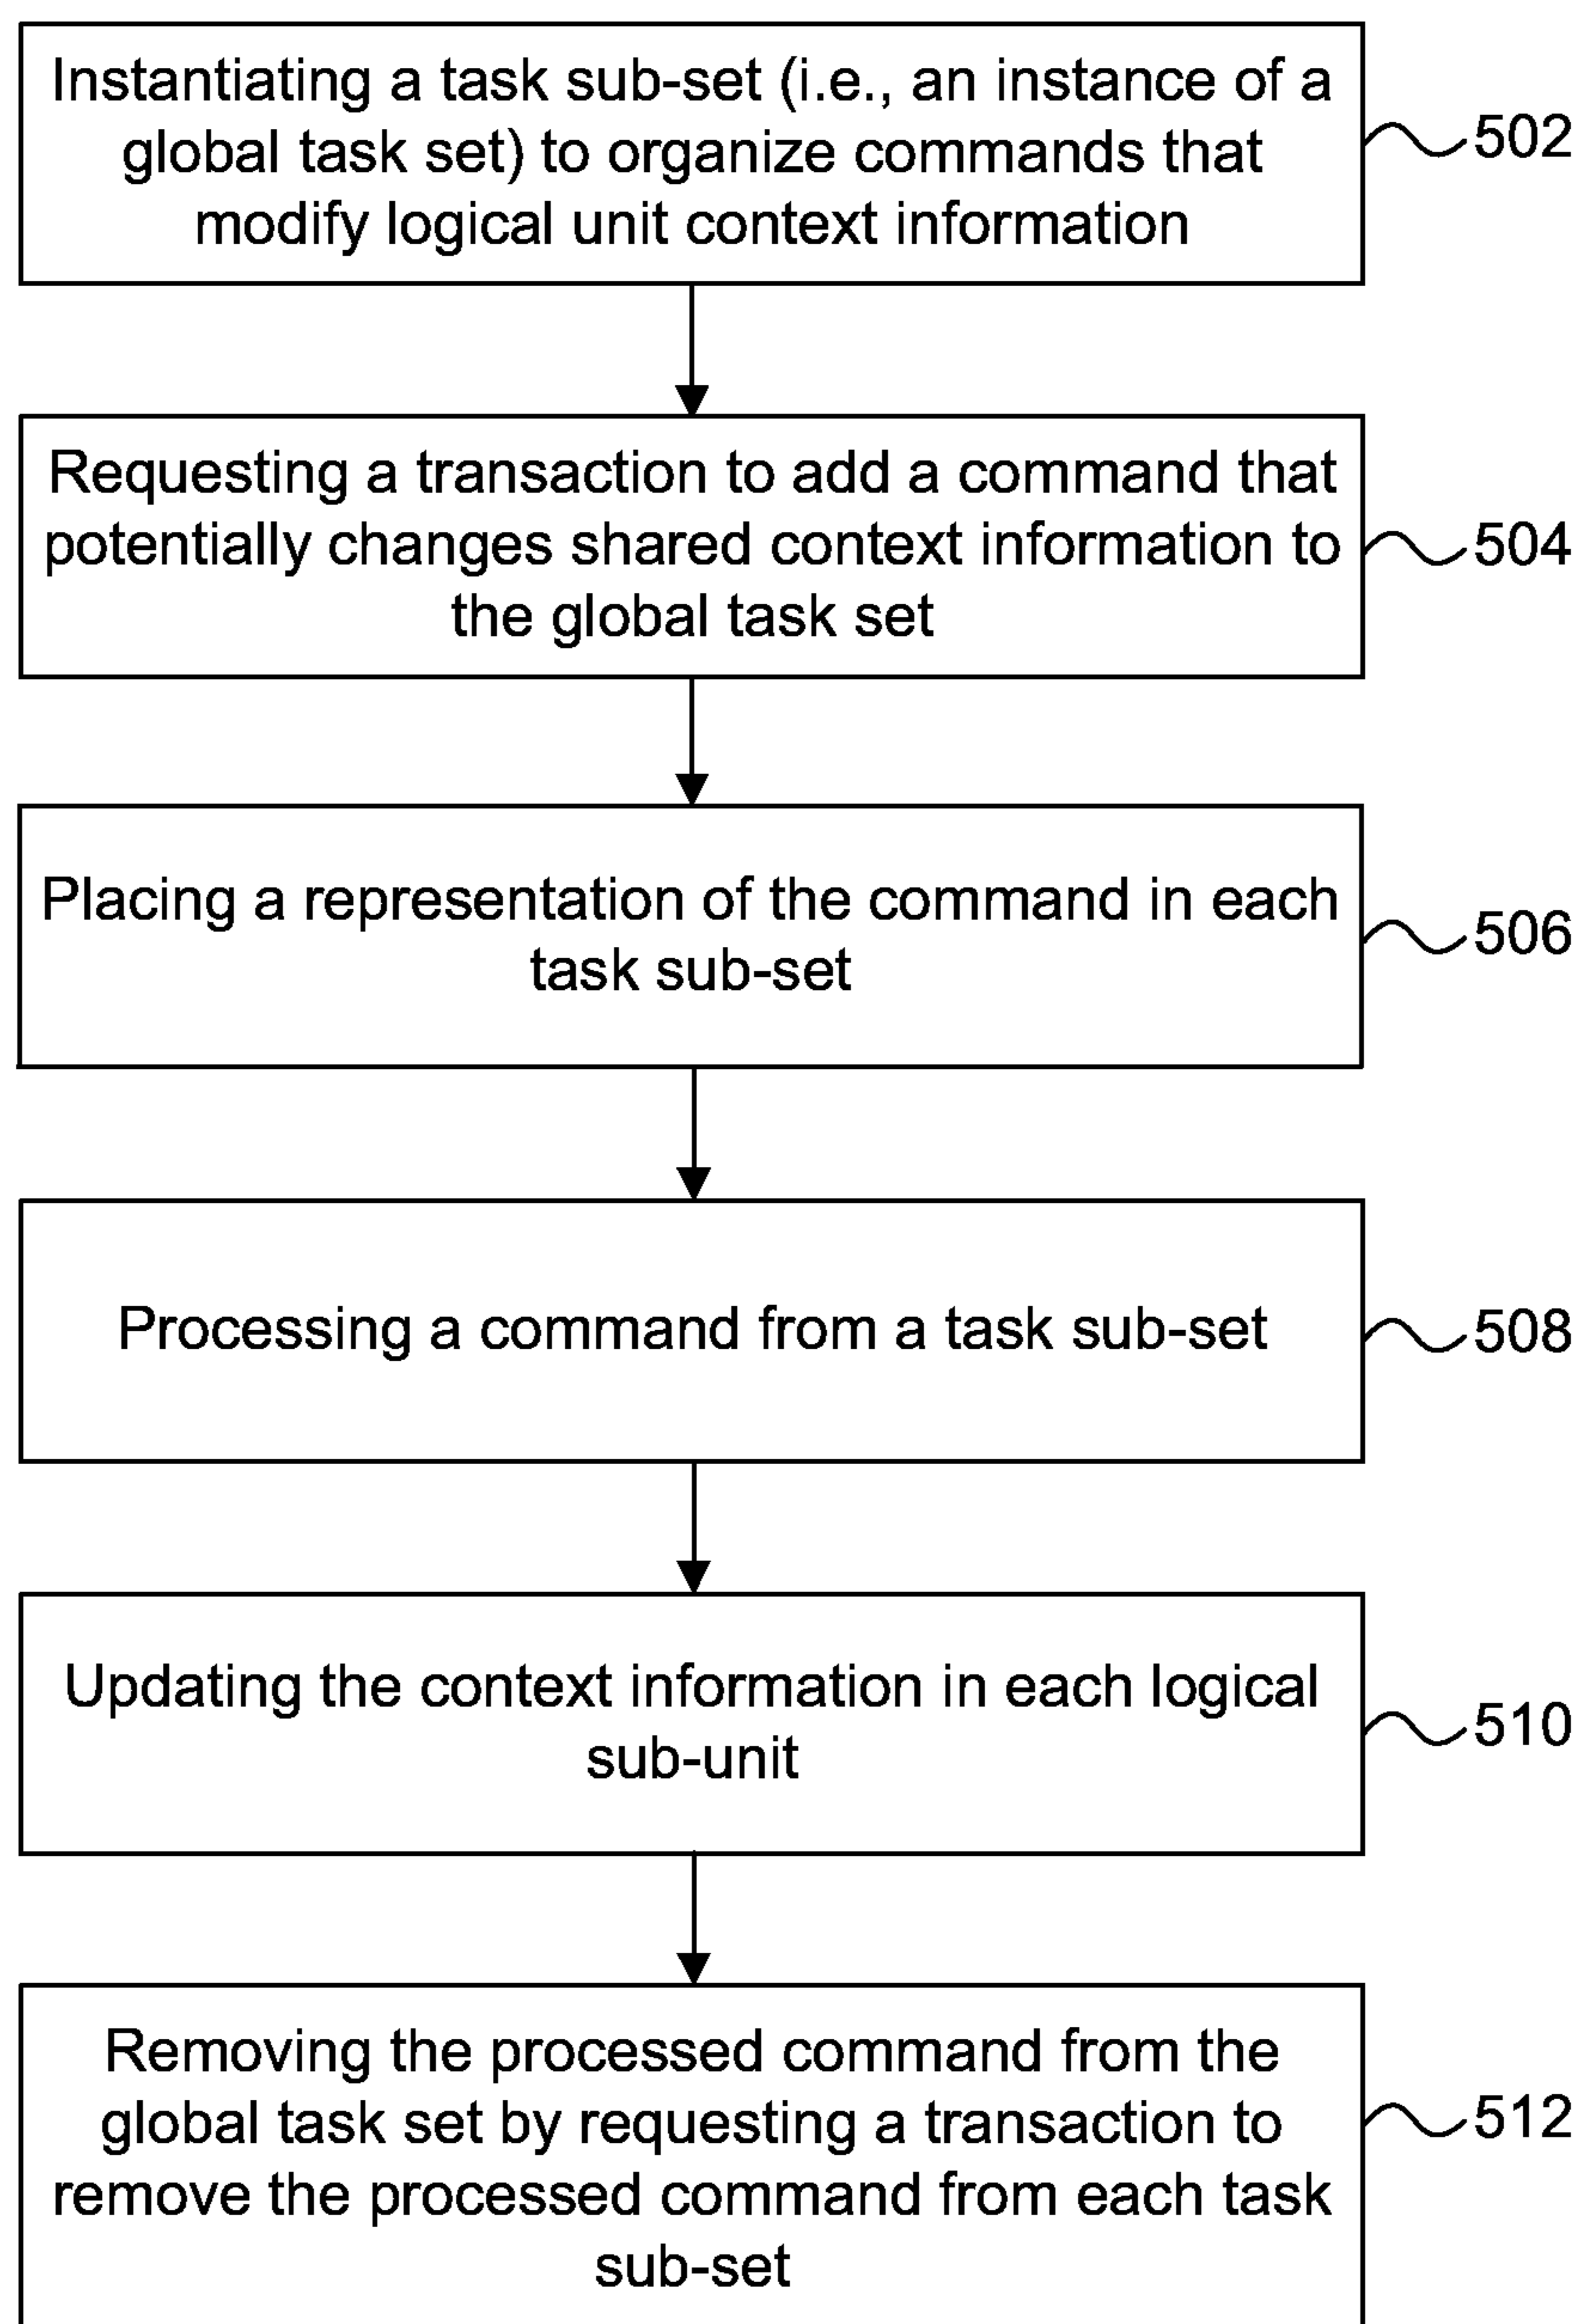 Instantiating a task sub-set (i.e., an instance of a
global task set) to organize commands that
modify logical unit context information
502
Requesting a transaction to add a command that
potentially changes shared context information to
the global task set
504
Placing a representation of the command in each
task sub-set
506
Processing a command from a task sub-set
508
Updating the context information in each logical
sub-unit
510
Removing the processed command from the
global task set by requesting a transaction to
remove the processed command from each task
sub-set
512